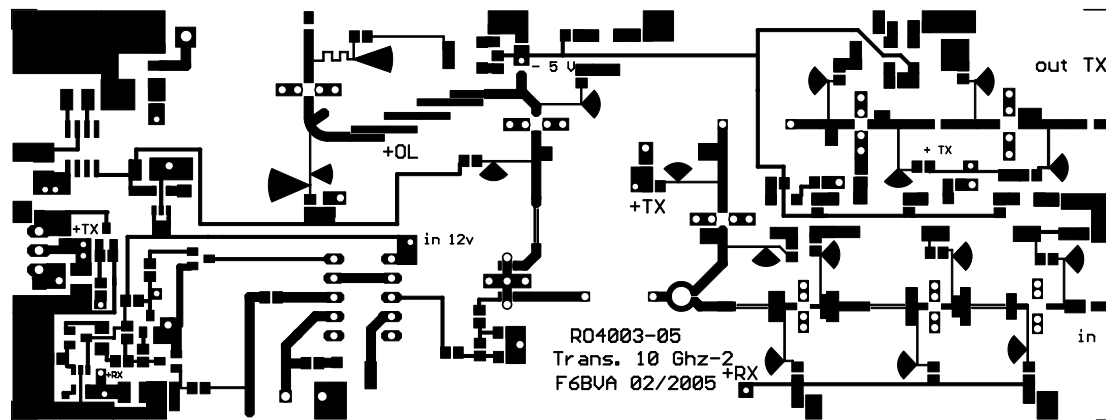 - 5 V
out TX
+OL
+ TX
+TX
+TX
in 12v
RO4003-05
Trans. 10 Ghz-2
F6BVA 02/2005
+RX
in
+RX